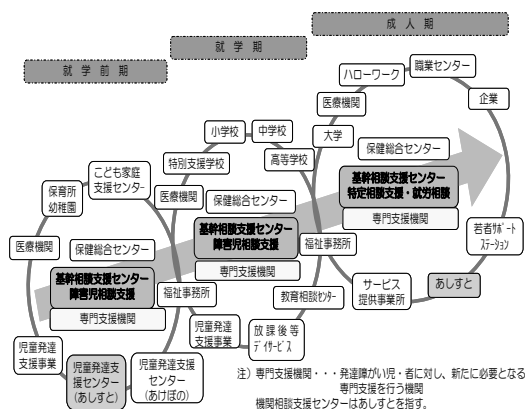 成 人 期
就 学 期
就 学 前 期
職業センター
ハローワーク
企業
医療機関
大学
保健総合センター
基幹相談支援センター
特定相談支援・就労相談
専門支援機関
若者サポート
ステーション
あしすと
サービス
提供事業所
福祉事務所
小学校
中学校
特別支援学校
高等学校
医療機関
保健総合センター
基幹相談支援センター
障害児相談支援
専門支援機関
教育相談センター
放 課 後 等
デイサービス
児童発達
支援事業
福祉事務所
こども家庭
支援センター
保育所
幼稚園
医療機関
保健総合センター
基幹相談支援センター
障害児相談支援
専門支援機関
児童発達
支援事業
児童発達支
援センター
(あしすと)
児童発達支援
センター
(あけぼの)
注）専門支援機関・・・発達障がい児・者に対し、新たに必要となる
専門支援を行う機関
機関相談支援センターはあしすとを指す。